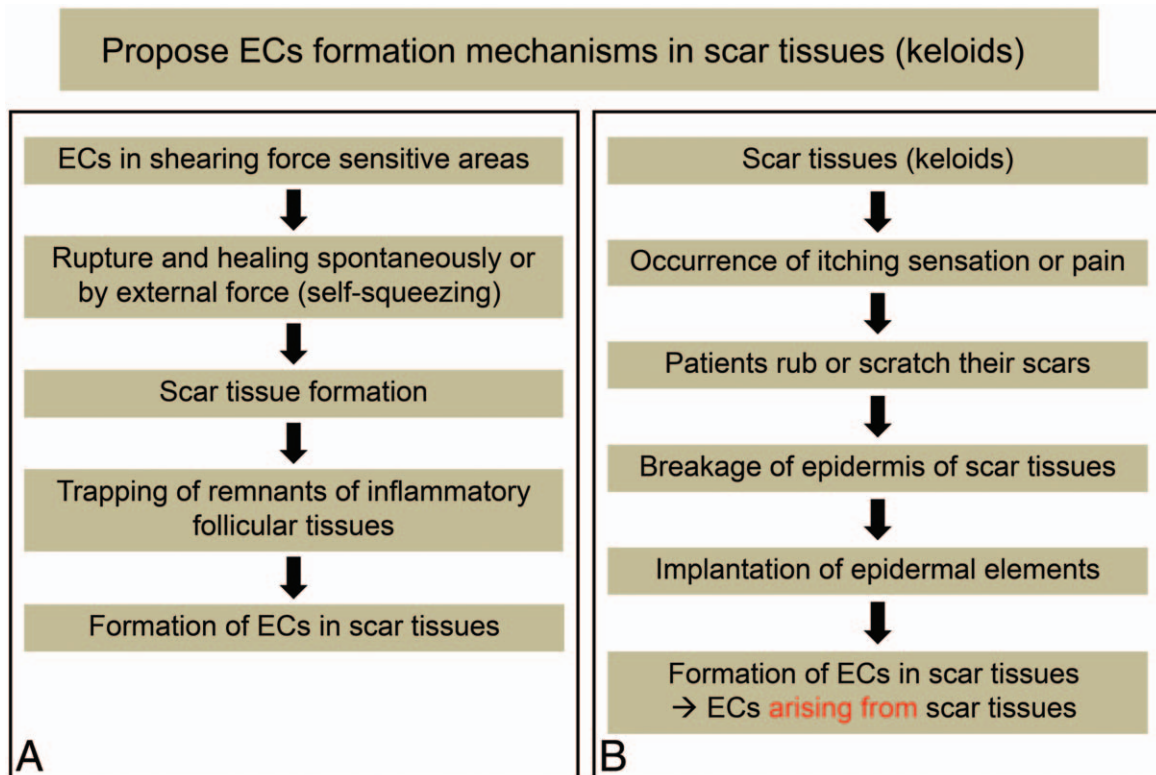 Propose ECs formation mechanisms in scar tissues (keloids)
ECs in shearing force sensitive areas
Rupture and healing spontaneously or
by external force (self-squeezing)
Scar tissue formation
Trapping of remnants of inflammatory
follicular tissues
Formation of ECs in scar tissues
A
Scar tissues (keloids)
Occurrence of itching sensation or pain
Patients rub or scratch their scars
Breakage of epidermis of scar tissues
Implantation of epidermal elements
Formation of ECs in scar tissues
→ ECs arising from scar tissues
B